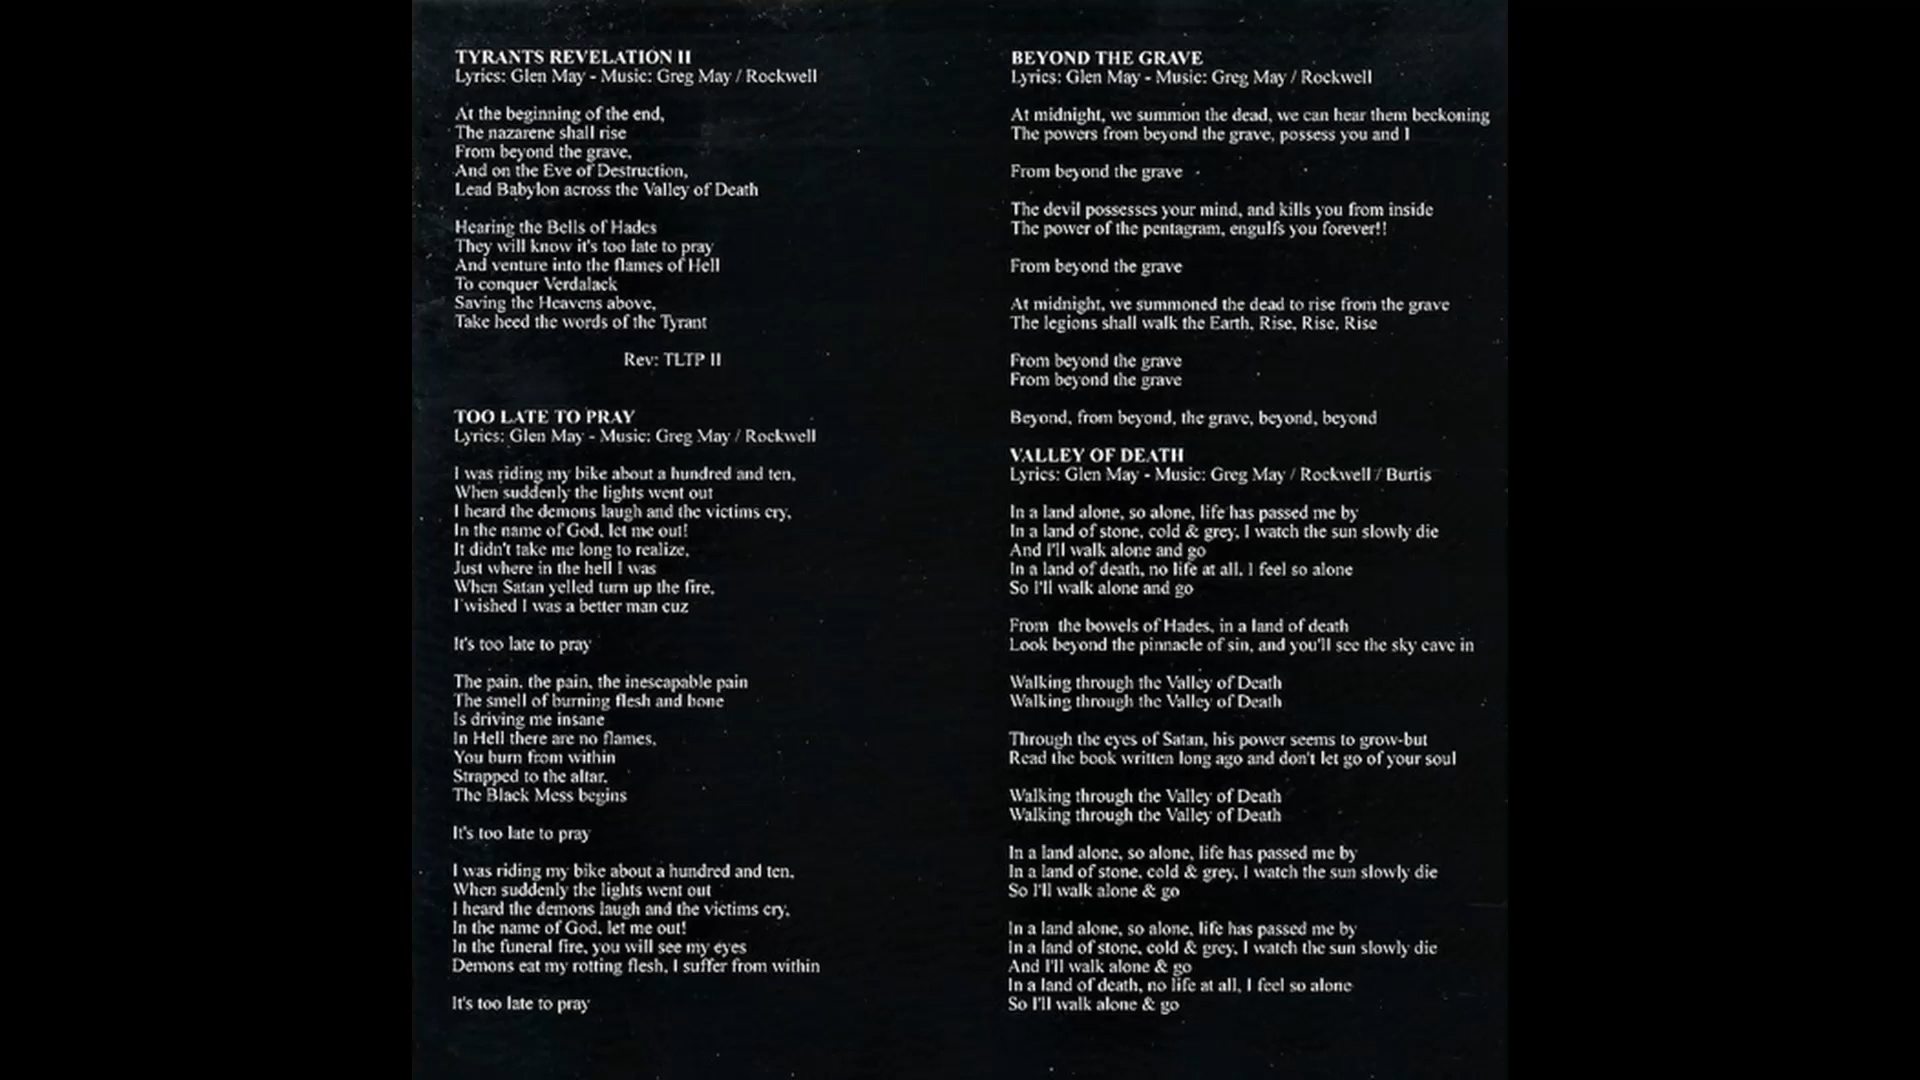 TYRANTS REVELATION II
Lyrics: Glen May - Music: Greg May / Rockwell
At the beginning of the end,
The nazarene shall rise
From beyond the grave,
And on the Eve of Destruction,
Lead Babylon across the Valley of Death
Hearing the Bells of Hades
They will know it's too late to pray
And venture into the flames of Hell
To conquer Verdalack
Saving the Heavens above,
Take heed the words of the Tyrant
Rev: TLTP II
TOO LATE TO PRAY
Lyrics: Glen May - Music: Greg May / Rockwell
I was riding my bike about a hundred and ten,
When suddenly the lights went out
I heard the demons laugh and the victims cry,
In the name of God, let me out!
It didn't take me long to realize,
Just where in the hell I was
When Satan yelled turn up the fire,
I wished I was a better man cuz
It's too late to pray
The pain, the pain, the inescapable pain
The smell of burning flesh and bone
Is driving me insane
In Hell there are no flames,
You burn from within
Strapped to the altar,
The Black Mess begins
It's too late to pray
I was riding my bike about a hundred and ten,
When suddenly the lights went out
I heard the demons laugh and the victims cry,
In the name of God, let me out!
In the funeral fire, you will see my eyes
Demons eat my rotting flesh, I suffer from within
It's too late to pray
BEYOND THE GRAVE
Lyrics: Glen May - Music: Greg May / Rockwell
At midnight, we summon the dead, we can hear them beckoning
The powers from beyond the grave, possess you and I
From beyond the grave
The devil possesses your mind, and kills you from inside
The power of the pentagram, engulfs you forever!!
From beyond the grave
At midnight, we summoned the dead to rise from the grave
The legions shall walk the Earth, Rise, Rise, Rise
From beyond the grave
From beyond the grave
Beyond, from beyond, the grave, beyond, beyond
VALLEY OF DEATH
Lyrics: Glen May - Music: Greg May / Rockwell / Burtis
In a land alone, so alone, life has passed me by
In a land of stone, cold & grey, I watch the sun slowly die
And I'll walk alone and go
In a land of death, no life at all, I feel so alone
So I'll walk alone and go
From the bowels of Hades, in a land of death
Look beyond the pinnacle of sin, and you'll see the sky cave in
Walking through the Valley of Death
Walking through the Valley of Death
Through the eyes of Satan, his power seems to grow-but
Read the book written long ago and don't let go of your soul
Walking through the Valley of Death
Walking through the Valley of Death
In a land alone, so alone, life has passed me by
In a land of stone, cold & grey, I watch the sun slowly die
So I'll walk alone & go
In a land alone, so alone, life has passed me by
In a land of stone, cold & grey, I watch the sun slowly die
And I'll walk alone & go
In a land of death, no life at all, I feel so alone
So I'll walk alone & go